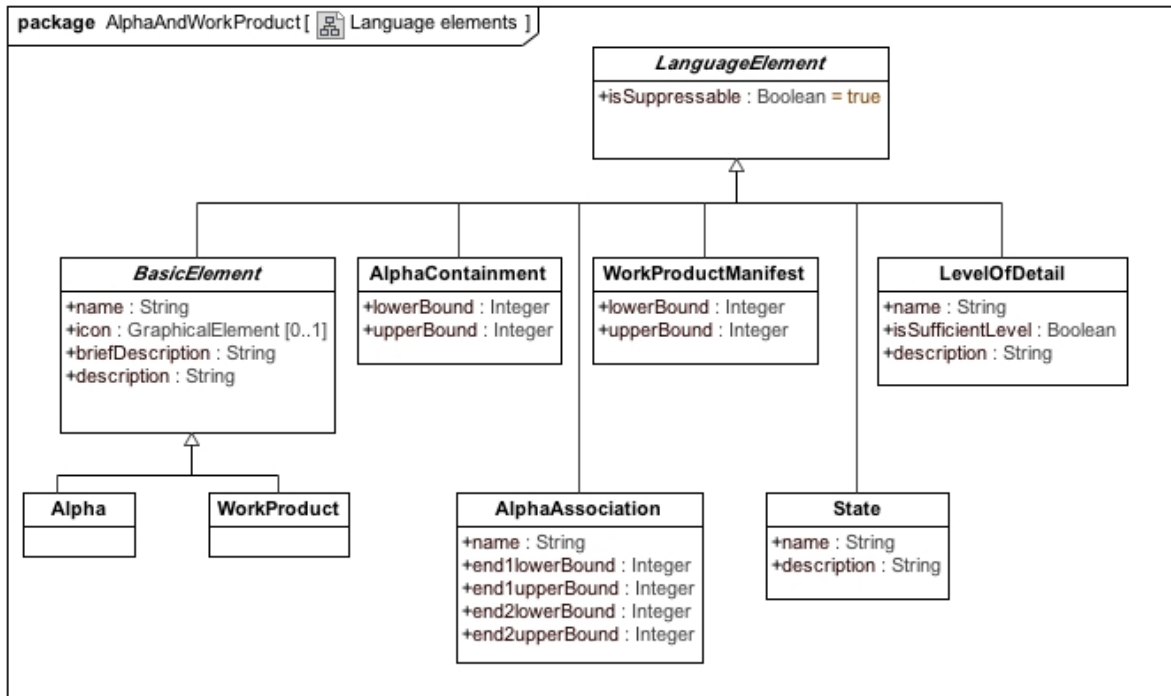 package AlphaAndWorkProduct [ Language elements ]
LanguageElement
+isSuppressable : Boolean = true
BasicElement
+name : String
+icon : GraphicalElement [0..1]
+briefDescription : String
+description : String
AlphaContainment
+lowerBound : Integer
+upperBound : Integer
WorkProductManifest
+lowerBound : Integer
+upperBound : Integer
LevelOfDetail
+name : String
+isSufficientLevel : Boolean
+description : String
Alpha
WorkProduct
AlphaAssociation
+name : String
+end1lowerBound : Integer
+end1upperBound : Integer
+end2lowerBound : Integer
+end2upperBound : Integer
State
+name : String
+description : String